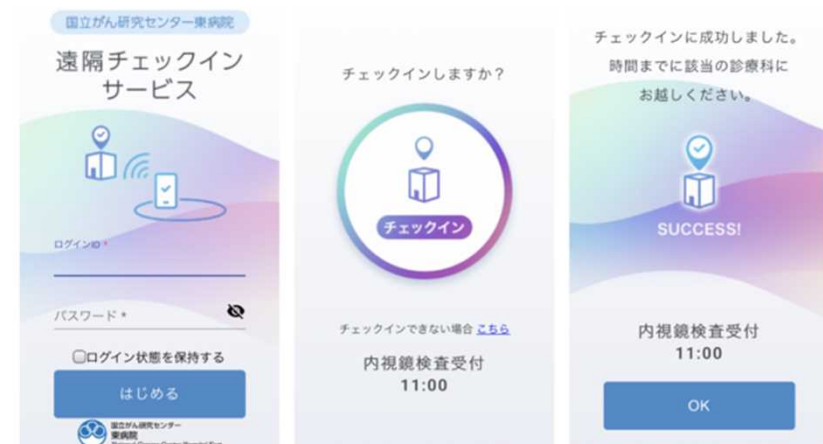 国立がん研究センター東病院
遠隔チェックイン
サービス
ログインID *
パスワード *
ログイン状態を保持する
はじめる
国立がん研究センター
東病院
チェックインしますか？
チェックイン
チェックインできない場合 こちら
内視鏡検査受付
11:00
チェックインに成功しました。
時間までに該当の診療科に
お越しください。
SUCCESS!
内視鏡検査受付
11:00
OK